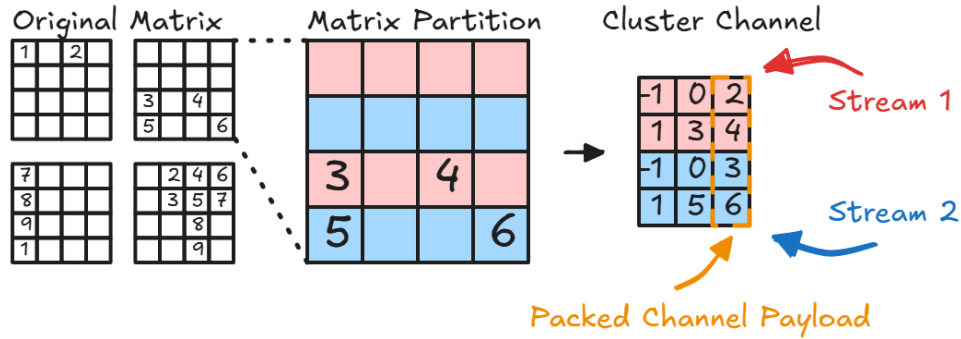 Original Matrix
Matrix Partition
Cluster Channel
1 2
3 4
5 6
7
8
9
1
2 4 6
3 5 7
8
9
3 4
5 6
-1 0 2
1 3 4
-1 0 3
1 5 6
Stream 1
Stream 2
Packed Channel Payload